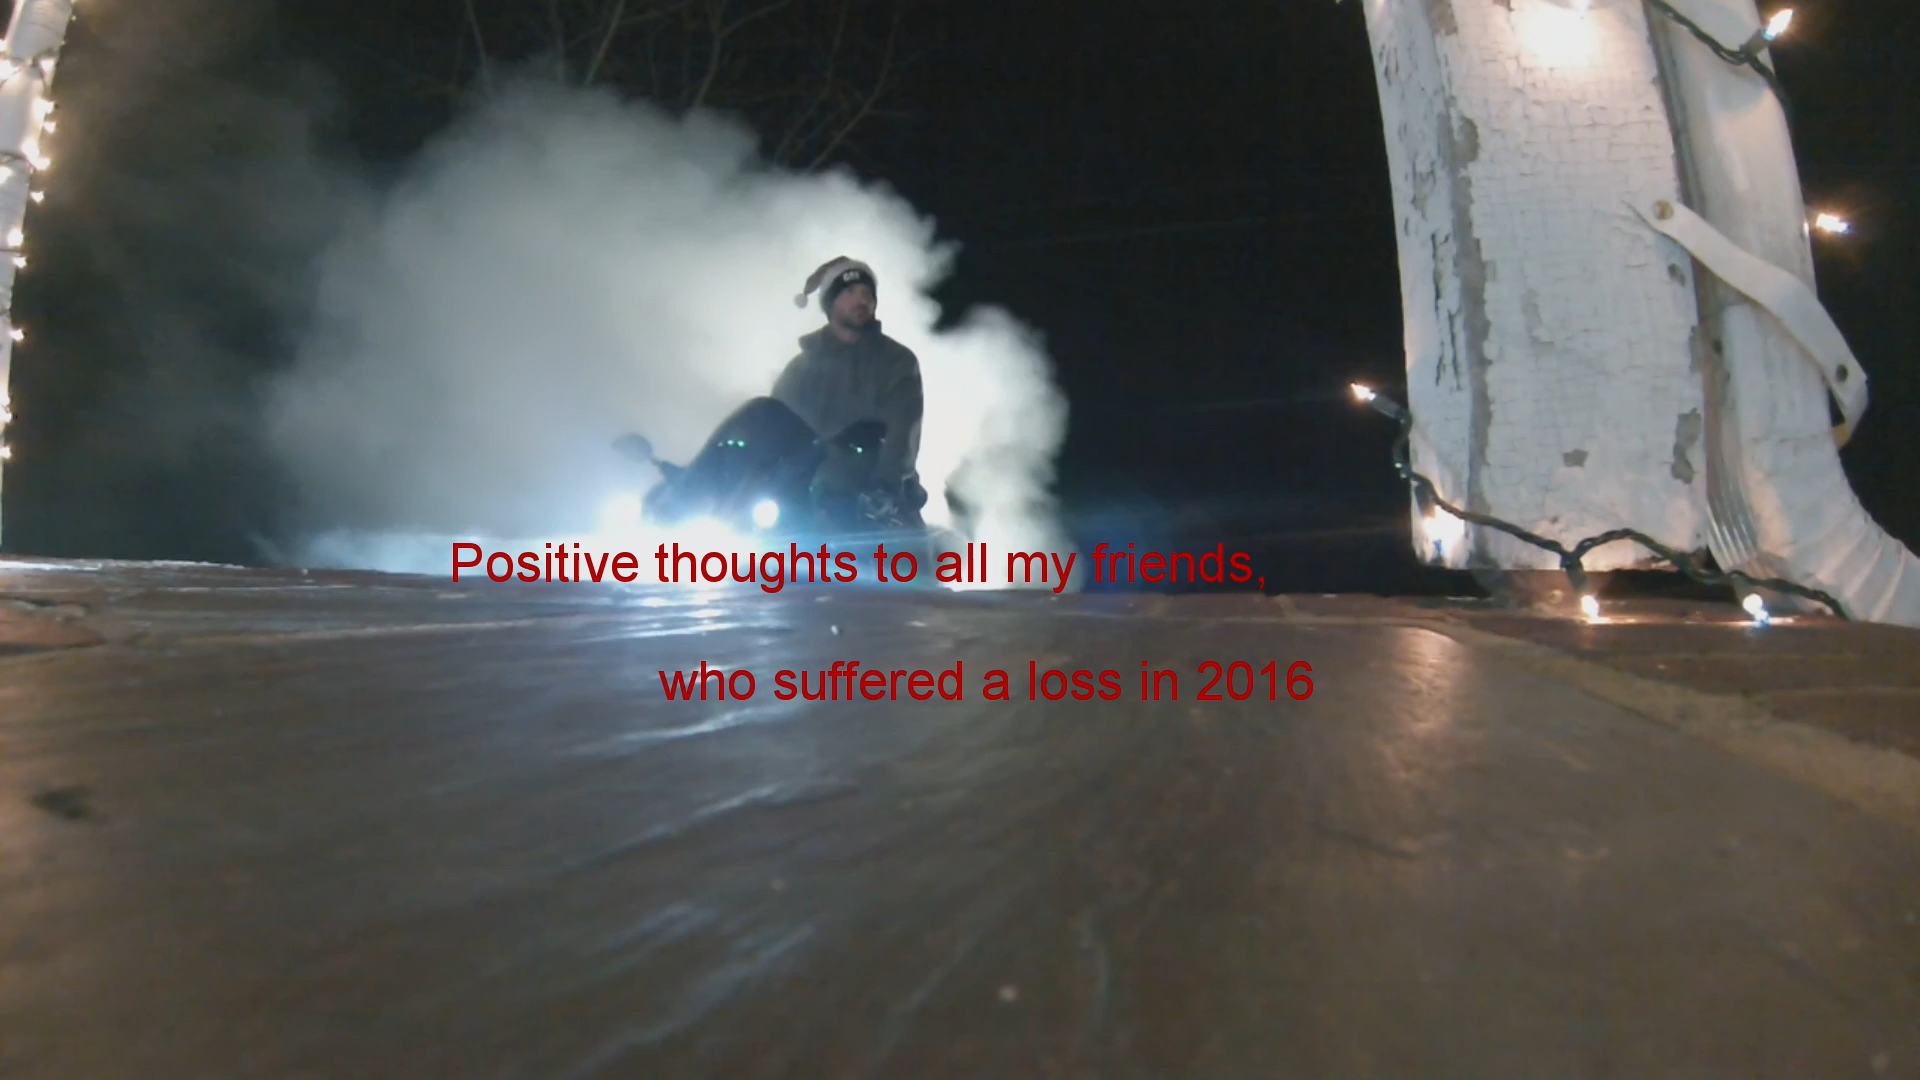 Positive thoughts to all my friends,
who suffered a loss in 2016